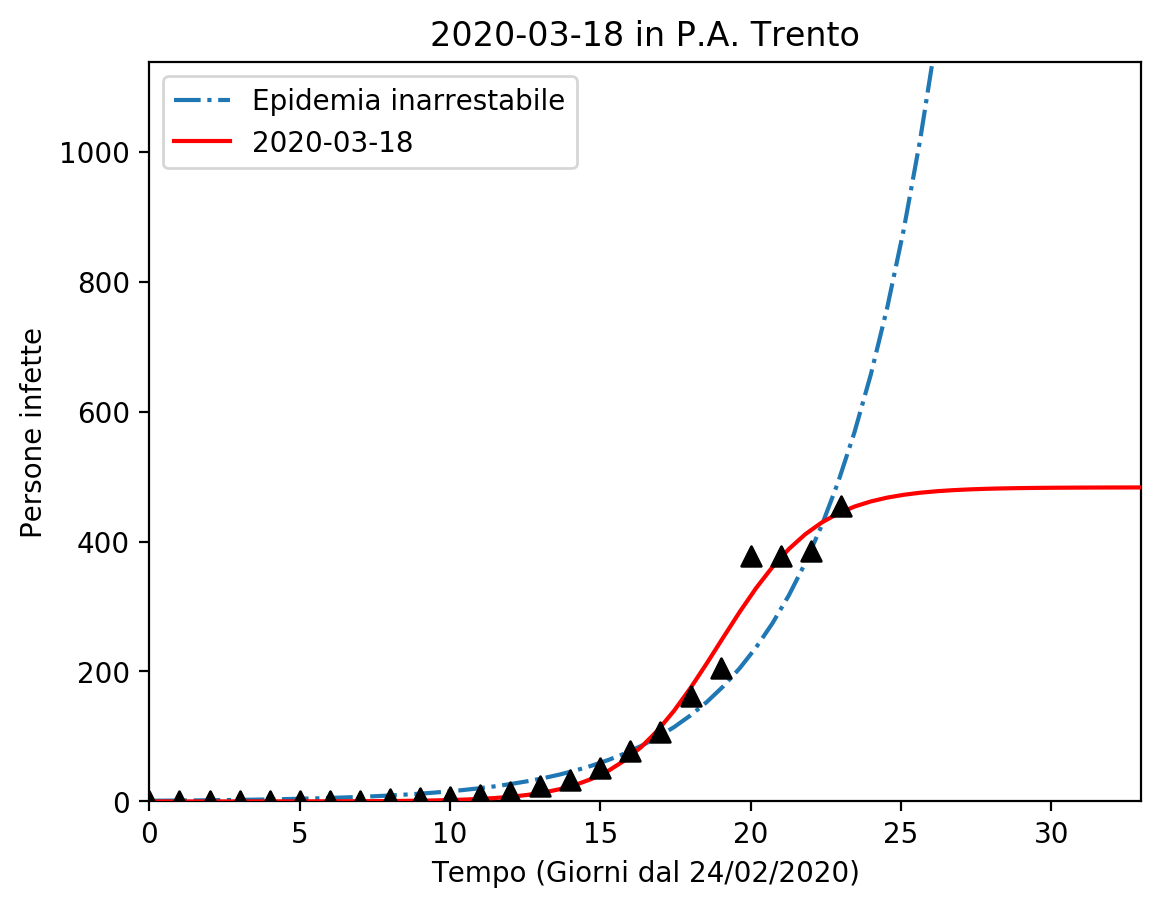 2020-03-18 in P.A. Trento
Epidemia inarrestabile
2020-03-18
Persone infette
1000
800
600
400
200
0
0 5 10 15 20 25 30
Tempo (Giorni dal 24/02/2020)